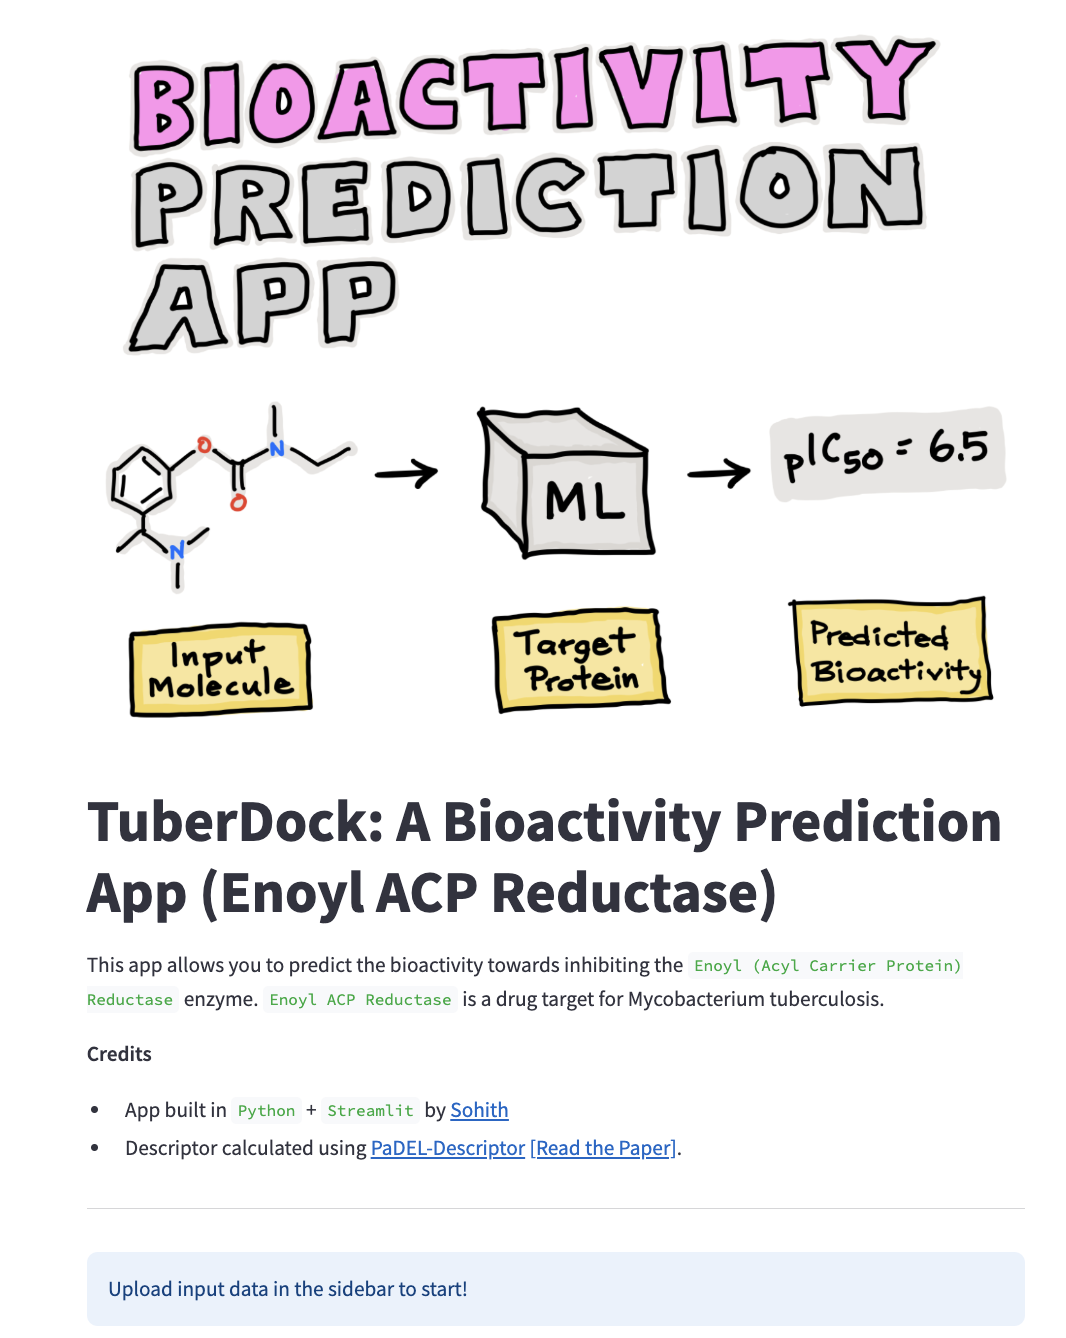 BIOACTIVITY
PREDICTION
APP
O
N
O
N
ML
pIC50 = 6.5
Input
Molecule
Target
Protein
Predicted
Bioactivity
TuberDock: A Bioactivity Prediction
App (Enoyl ACP Reductase)
This app allows you to predict the bioactivity towards inhibiting the Enoyl (Acyl Carrier Protein)
Reductase enzyme. Enoyl ACP Reductase is a drug target for Mycobacterium tuberculosis.
Credits
• App built in Python + Streamlit by Sohith
• Descriptor calculated using PaDEL-Descriptor [Read the Paper].
Upload input data in the sidebar to start!